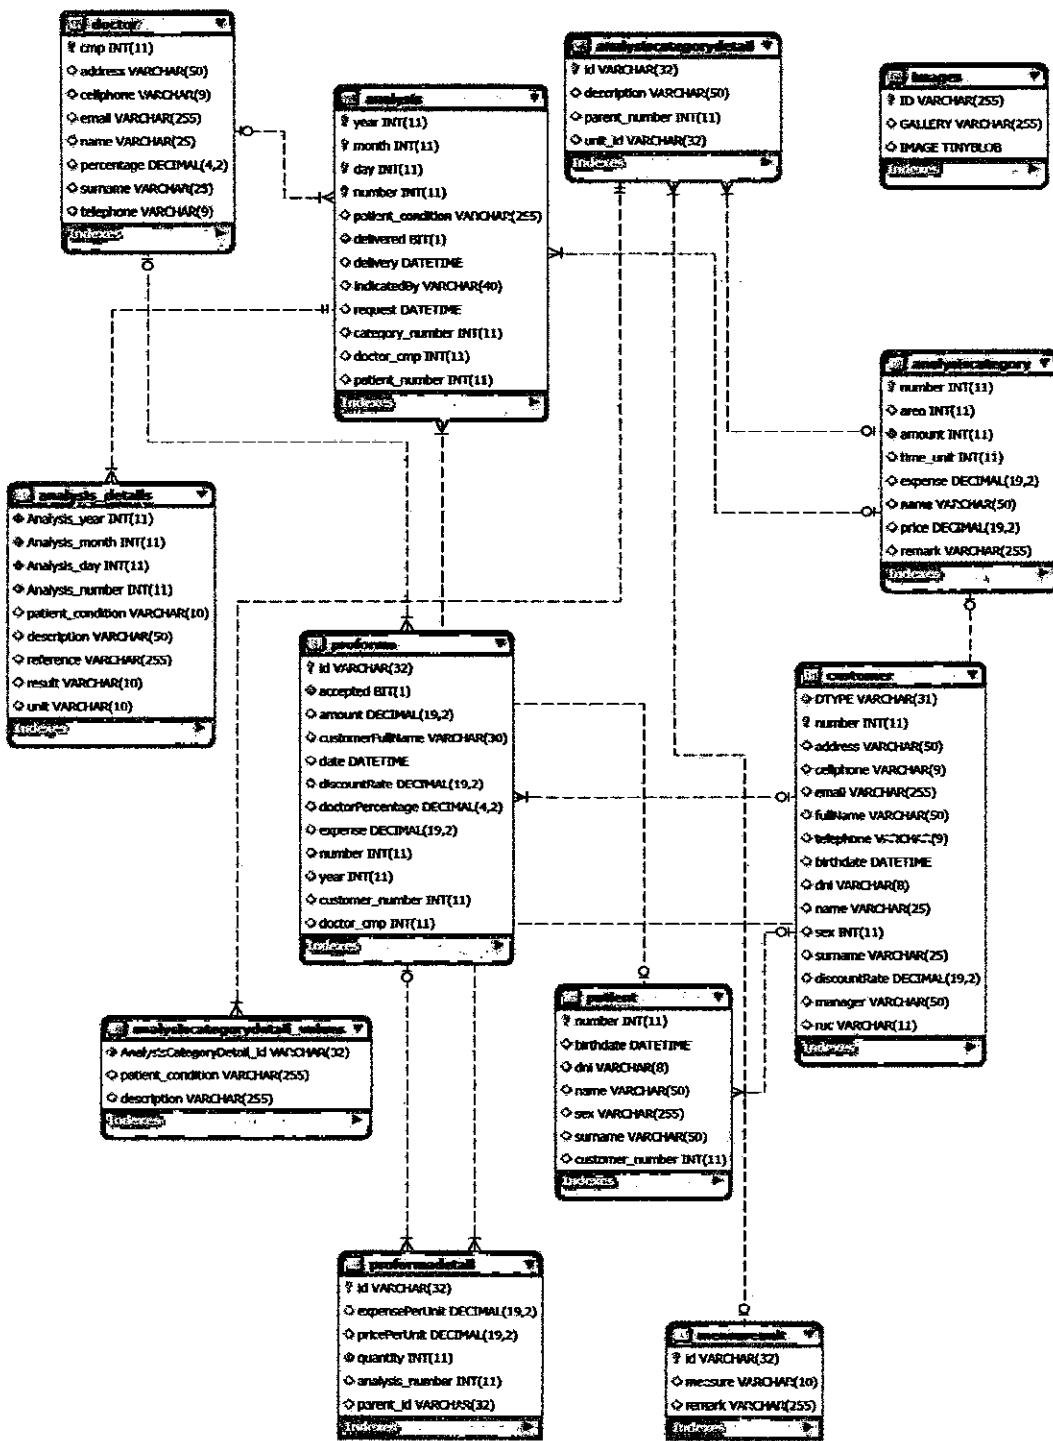 doctor
cmp INT(11)
address VARCHAR(50)
cellphone VARCHAR(9)
email VARCHAR(255)
name VARCHAR(25)
percentage DECIMAL(4,2)
surname VARCHAR(25)
telephone VARCHAR(9)
Indexes
analysis
year INT(11)
month INT(11)
day INT(11)
number INT(11)
patient_condition VARCHAR(255)
delivered BIT(1)
delivery DATETIME
indicatedBy VARCHAR(40)
request DATETIME
category_number INT(11)
doctor_cmp INT(11)
patient_number INT(11)
Indexes
analysiscategorydetail
id VARCHAR(32)
description VARCHAR(50)
parent_number INT(11)
unit_id VARCHAR(32)
Indexes
images
ID VARCHAR(255)
GALLERY VARCHAR(255)
IMAGE TINYBLOB
Indexes
analysiscategory
number INT(11)
area INT(11)
amount INT(11)
time_unit INT(11)
expense DECIMAL(19,2)
name VARCHAR(50)
price DECIMAL(19,2)
remark VARCHAR(255)
Indexes
analysis_details
Analysis_year INT(11)
Analysis_month INT(11)
Analysis_day INT(11)
Analysis_number INT(11)
patient_condition VARCHAR(10)
description VARCHAR(50)
reference VARCHAR(255)
result VARCHAR(10)
unit VARCHAR(10)
Indexes
proforma
id VARCHAR(32)
accepted BIT(1)
amount DECIMAL(19,2)
customerFullName VARCHAR(30)
date DATETIME
discountRate DECIMAL(19,2)
doctorPercentage DECIMAL(4,2)
expense DECIMAL(19,2)
number INT(11)
year INT(11)
customer_number INT(11)
doctor_cmp INT(11)
Indexes
customer
DTYPE VARCHAR(31)
number INT(11)
address VARCHAR(50)
cellphone VARCHAR(9)
email VARCHAR(255)
fullName VARCHAR(50)
telephone VARCHAR(9)
birthdate DATETIME
dni VARCHAR(8)
name VARCHAR(25)
sex INT(11)
surname VARCHAR(25)
discountRate DECIMAL(19,2)
manager VARCHAR(50)
ruc VARCHAR(11)
Indexes
analysiscategorydetail_values
AnalysisCategoryDetail_id VARCHAR(32)
patient_condition VARCHAR(255)
description VARCHAR(255)
Indexes
patient
number INT(11)
birthdate DATETIME
dni VARCHAR(8)
name VARCHAR(50)
sex VARCHAR(255)
surname VARCHAR(50)
customer_number INT(11)
Indexes
proformadetail
id VARCHAR(32)
expensePerUnit DECIMAL(19,2)
pricePerUnit DECIMAL(19,2)
quantity INT(11)
analysis_number INT(11)
parent_id VARCHAR(32)
Indexes
measureunit
id VARCHAR(32)
measure VARCHAR(10)
remark VARCHAR(255)
Indexes